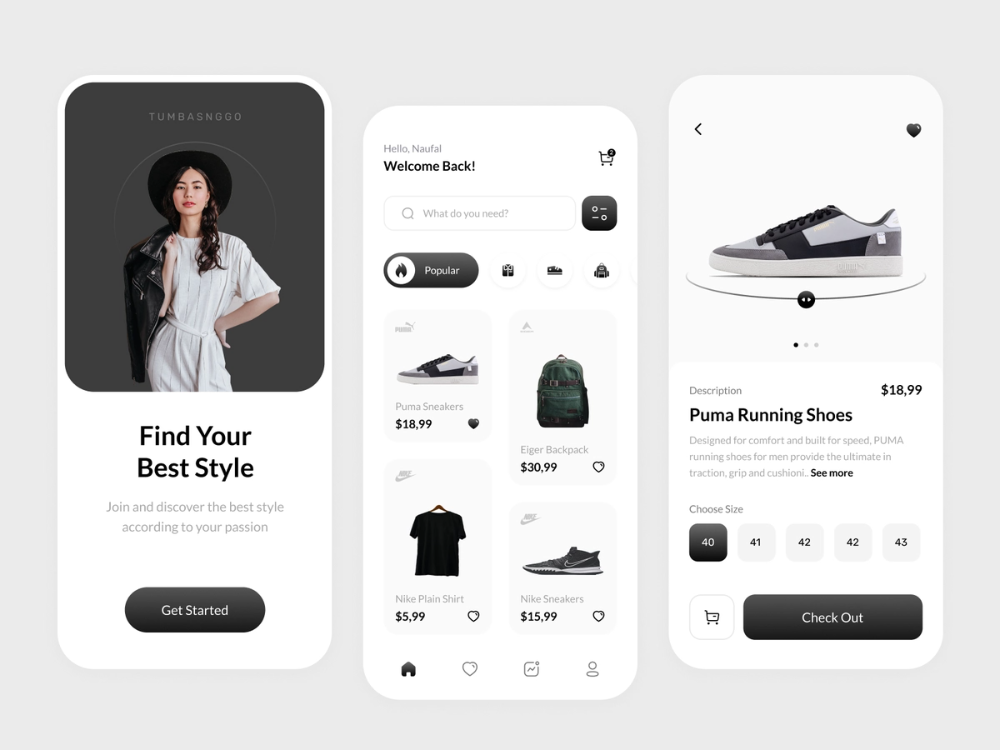 TUMBASNGGO
Find Your
Best Style
Join and discover the best style
according to your passion
Get Started
Hello, Naufal
Welcome Back!
2
What do you need?
Popular
PUMA
Puma Sneakers
$18,99
Eiger Backpack
$30,99
NIKE
Nike Plain Shirt
$5,99
NIKE
Nike Sneakers
$15,99
Description
$18,99
Puma Running Shoes
Designed for comfort and built for speed, PUMA
running shoes for men provide the ultimate in
traction, grip and cushioni.. See more
Choose Size
40
41
42
42
43
Check Out